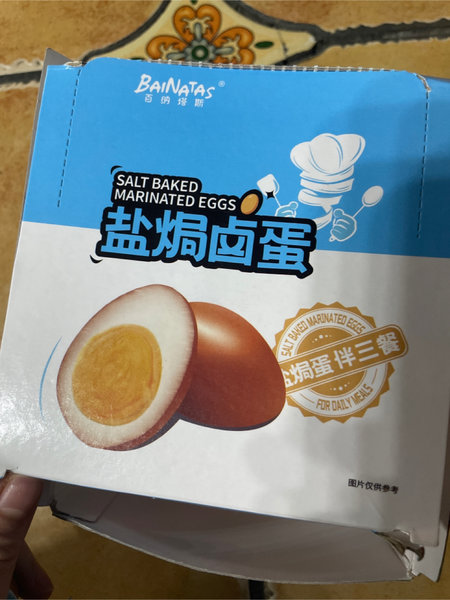 BAINATAS®
百纳塔斯
SALT BAKED
MARINATED EGGS
盐焗卤蛋
SALT BAKED MARINATED EGGS
盐焗蛋伴三餐
FOR DAILY MEALS
图片仅供参考